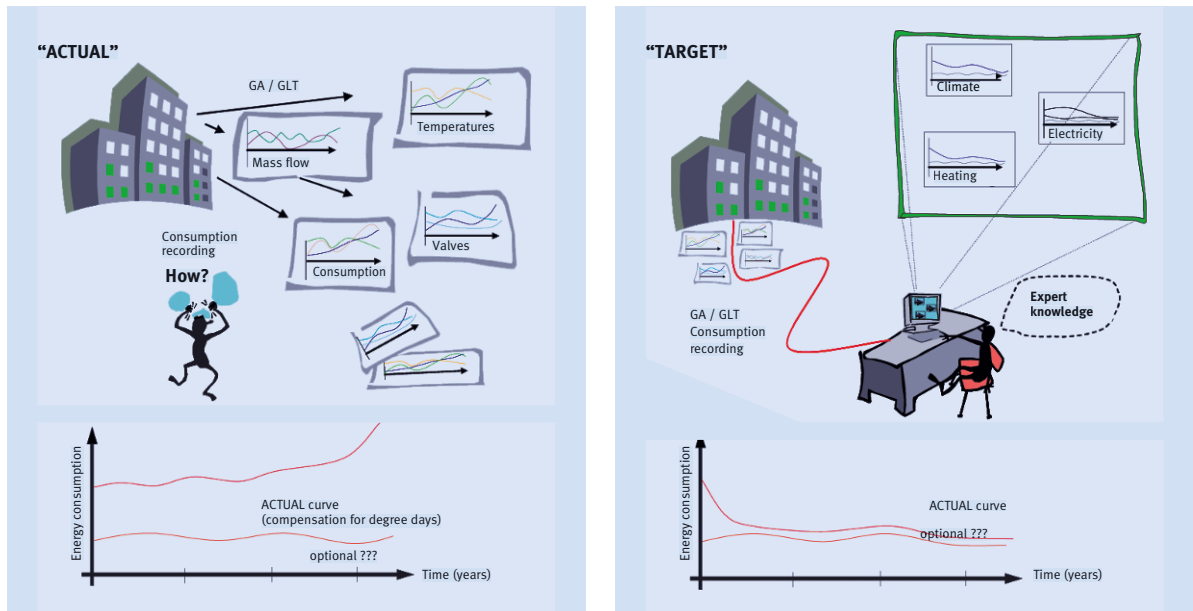 “ACTUAL”
GA / GLT
Temperatures
Mass flow
Valves
Consumption
Consumption
recording
How?
Energy consumption
ACTUAL curve
(compensation for degree days)
optional ???
Time (years)
“TARGET”
Climate
Electricity
Heating
GA / GLT
Consumption
recording
Expert
knowledge
Energy consumption
ACTUAL curve
optional ???
Time (years)